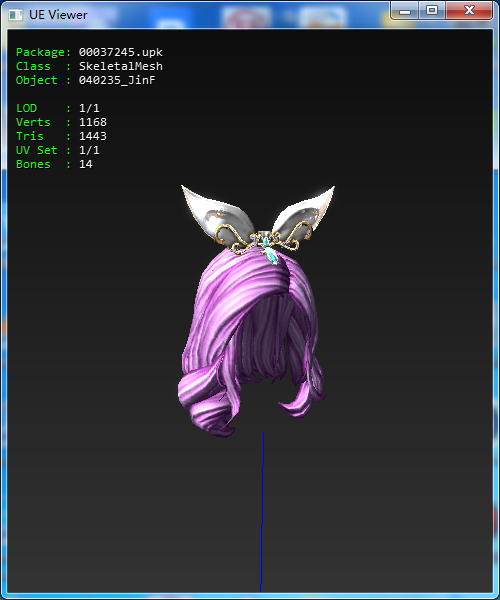 UE Viewer
Package: 00037245.upk
Class : SkeletalMesh
Object : 040235_JinF
LOD : 1/1
Verts : 1168
Tris : 1443
UV Set : 1/1
Bones : 14